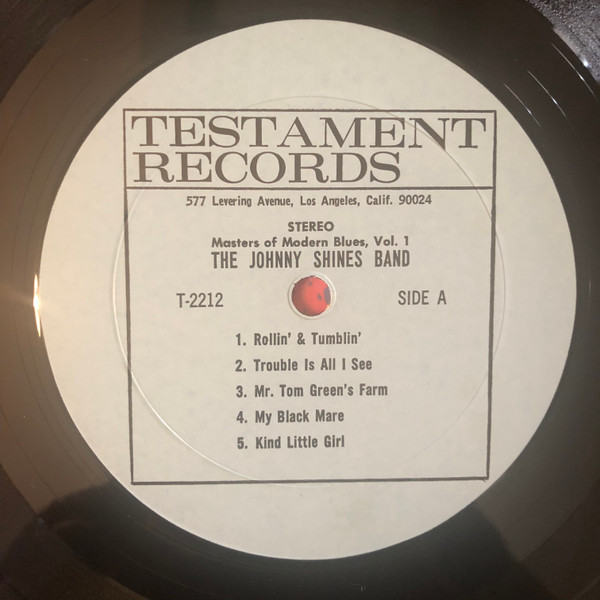 TESTAMENT
RECORDS
577 Levering Avenue, Los Angeles, Calif. 90024
STEREO
Masters of Modern Blues, Vol. 1
THE JOHNNY SHINES BAND
T-2212 SIDE A
1. Rollin' & Tumblin'
2. Trouble Is All I See
3. Mr. Tom Green's Farm
4. My Black Mare
5. Kind Little Girl